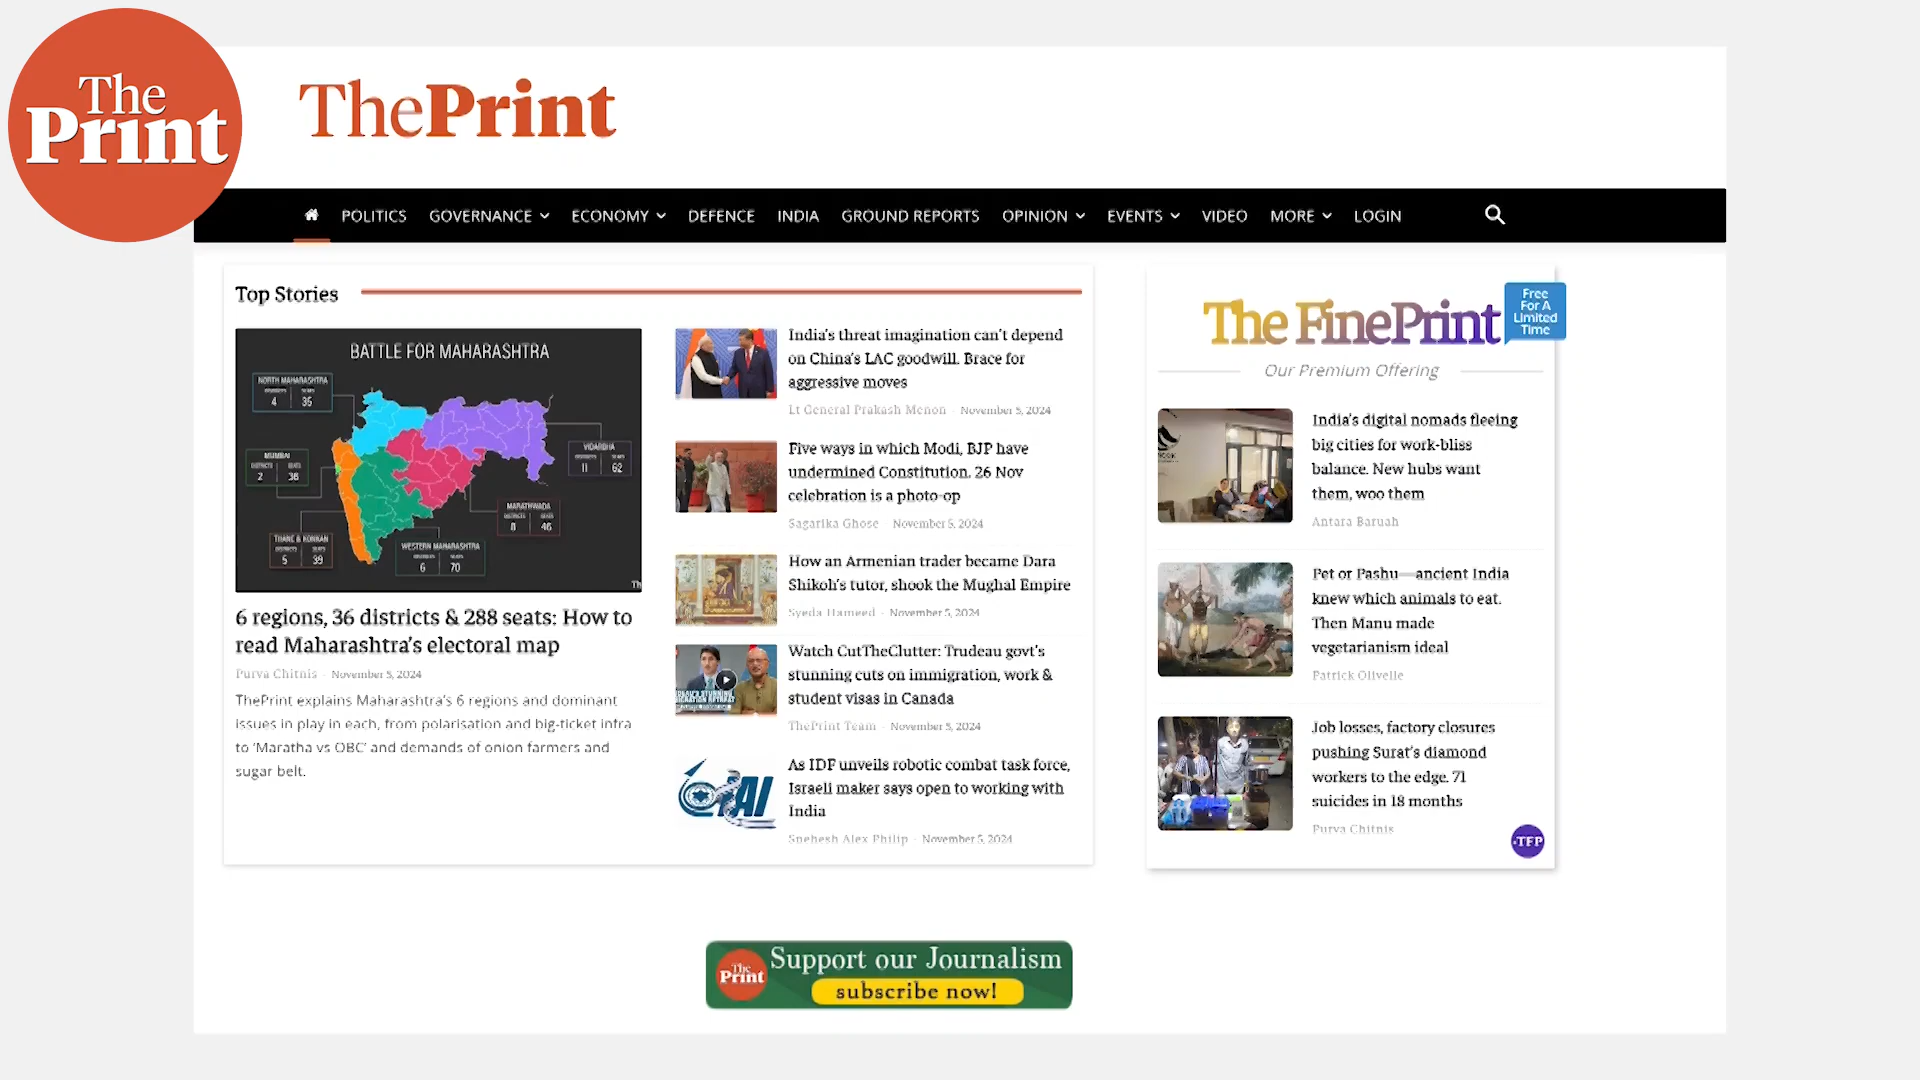 The
Print
ThePrint
POLITICS GOVERNANCE ECONOMY DEFENCE INDIA GROUND REPORTS OPINION EVENTS VIDEO MORE LOGIN
Top Stories
BATTLE FOR MAHARASHTRA
NORTH MAHARASHTRA
DISTRICTS SEATS
4 35
MUMBAI
DISTRICTS SEATS
2 36
VIDARBHA
DISTRICTS SEATS
11 62
MARATHWADA
DISTRICTS SEATS
8 46
THANE & KONKAN
DISTRICTS SEATS
5 39
WESTERN MAHARASHTRA
DISTRICTS SEATS
6 70
Th
6 regions, 36 districts & 288 seats: How to
read Maharashtra’s electoral map
Purva Chitnis - November 5, 2024
ThePrint explains Maharashtra’s 6 regions and dominant
issues in play in each, from polarisation and big-ticket infra
to ‘Maratha vs OBC’ and demands of onion farmers and
sugar belt.
India’s threat imagination can’t depend
on China’s LAC goodwill. Brace for
aggressive moves
Lt General Prakash Menon - November 5, 2024
Five ways in which Modi, BJP have
undermined Constitution. 26 Nov
celebration is a photo-op
Sagarika Ghose - November 5, 2024
How an Armenian trader became Dara
Shikoh’s tutor, shook the Mughal Empire
Syeda Hameed - November 5, 2024
Watch CutTheClutter: Trudeau govt’s
stunning cuts on immigration, work &
student visas in Canada
ThePrint Team - November 5, 2024
As IDF unveils robotic combat task force,
Israeli maker says open to working with
India
Snehesh Alex Philip - November 5, 2024
The FinePrint
Free
For A
Limited
Time
Our Premium Offering
India’s digital nomads fleeing
big cities for work-bliss
balance. New hubs want
them, woo them
Antara Baruah
Pet or Pashu—ancient India
knew which animals to eat.
Then Manu made
vegetarianism ideal
Patrick Olivelle
Job losses, factory closures
pushing Surat’s diamond
workers to the edge. 71
suicides in 18 months
Purva Chitnis
TFP
The
Print
Support our Journalism
subscribe now!